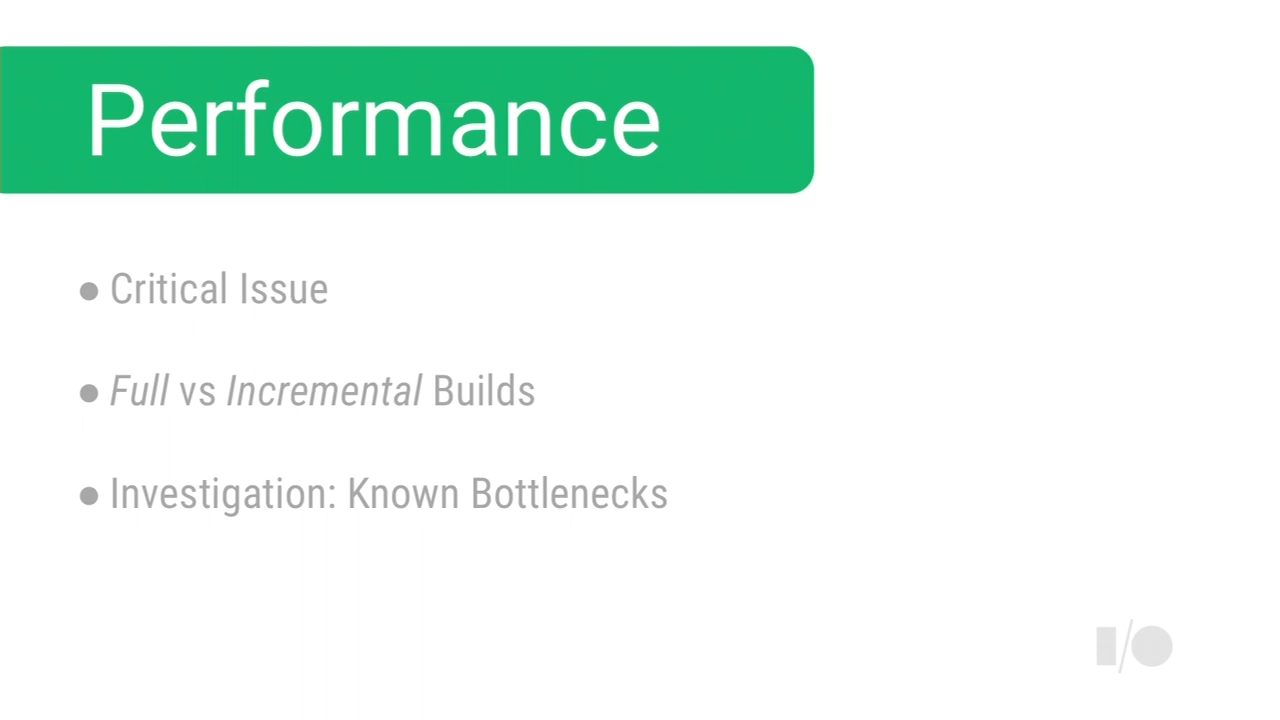 Performance
● Critical Issue
● Full vs Incremental Builds
● Investigation: Known Bottlenecks
I/O